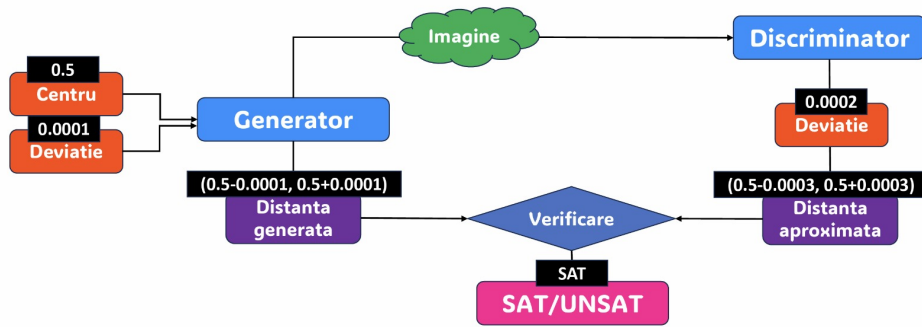 Imagine
Discriminator
0.5
Centru
0.0001
Deviatie
Generator
0.0002
Deviatie
(0.5-0.0001, 0.5+0.0001)
Distanta
generata
Verificare
(0.5-0.0003, 0.5+0.0003)
Distanta
aproximata
SAT
SAT/UNSAT